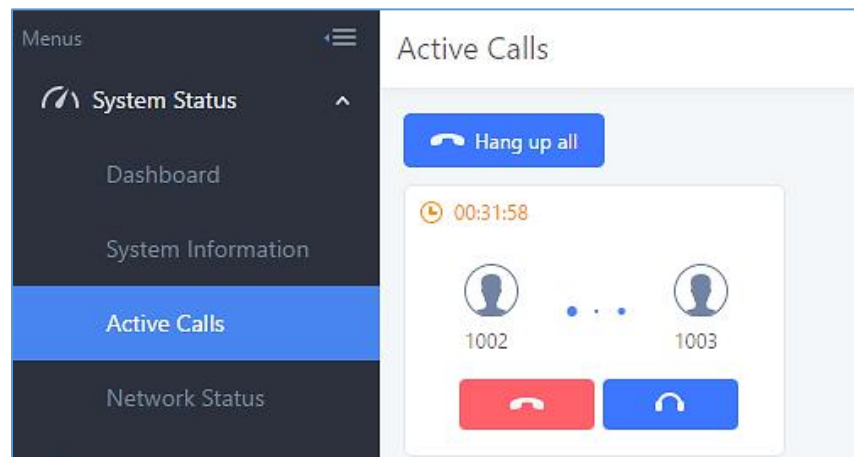 Menus
System Status
Dashboard
System Information
Active Calls
Network Status
Active Calls
Hang up all
00:31:58
1002
1003